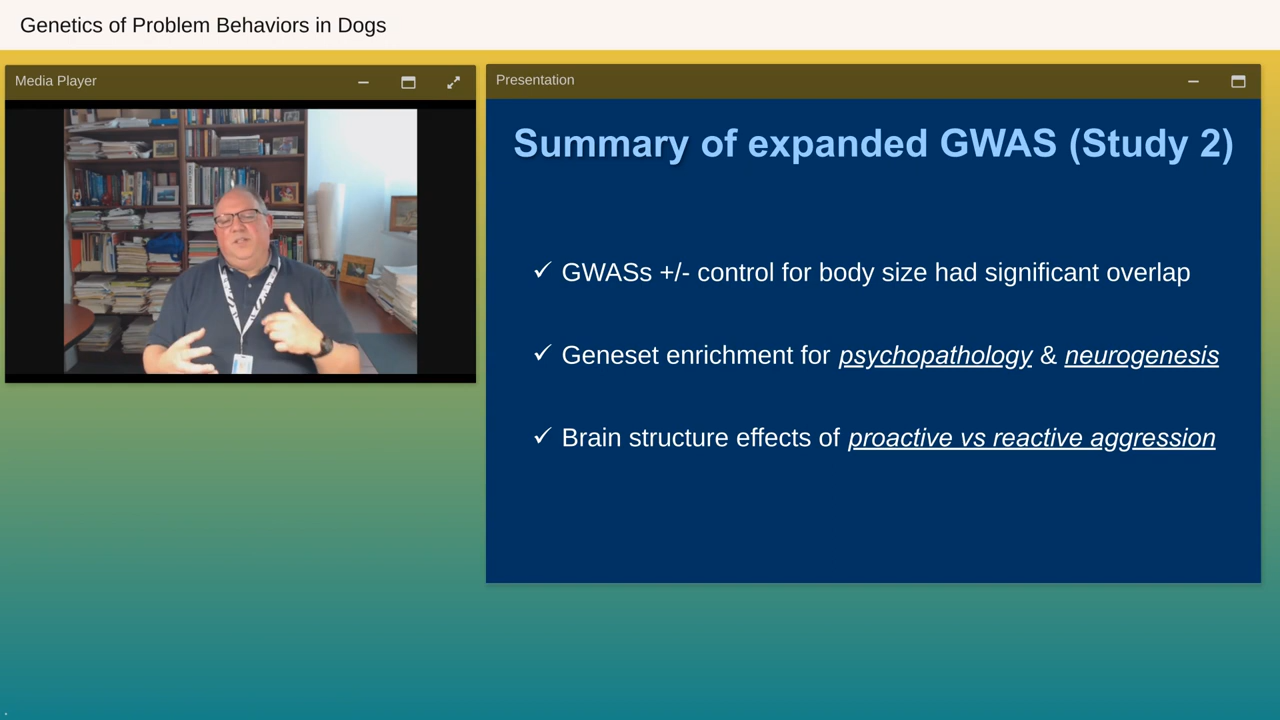 Genetics of Problem Behaviors in Dogs
Media Player
Presentation
Summary of expanded GWAS (Study 2)
✓ GWASs +/- control for body size had significant overlap
✓ Geneset enrichment for psychopathology & neurogenesis
✓ Brain structure effects of proactive vs reactive aggression